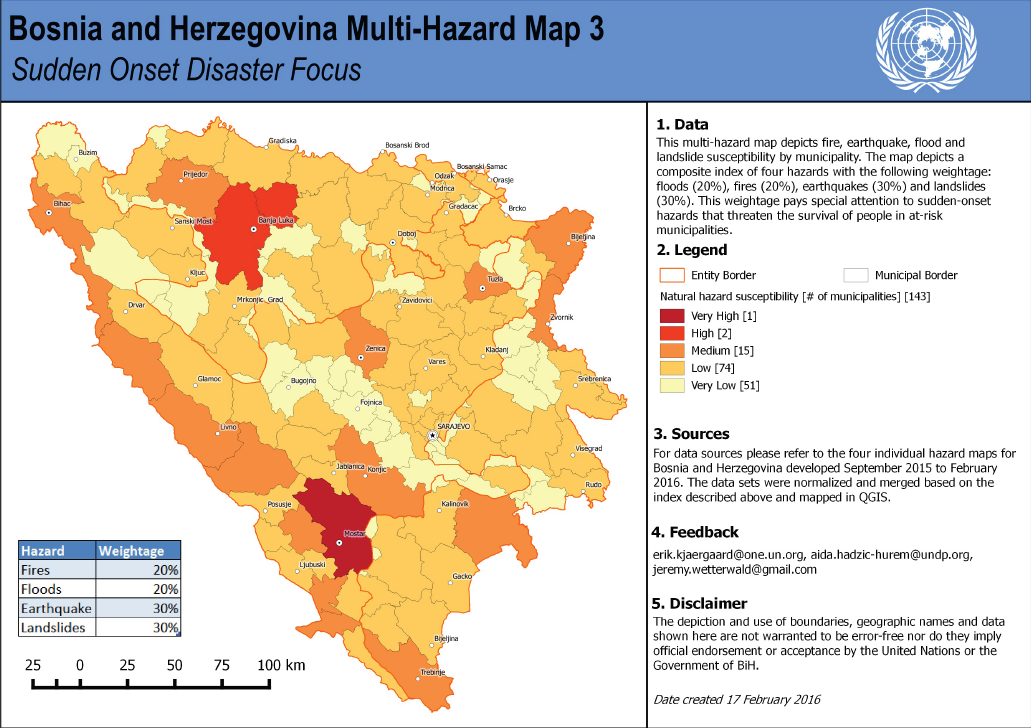 Bosnia and Herzegovina Multi-Hazard Map 3
Sudden Onset Disaster Focus
Buzim
Gradiska
Bosanski Brod
Prijedor
Bosanski Samac
Odzak
Orasje
Modrica
Bihac
Gradacac
Brcko
Sanski Most
Banja Luka
Doboj
Bijeljina
Kljuc
Tuzla
Drvar
Mrkonjic Grad
Zavidovici
Zvornik
Zenica
Kladanj
Vares
Glamoc
Bugojno
Srebrenica
Fojnica
Livno
SARAJEVO
Visegrad
Jablanica
Konjic
Rudo
Posusje
Kalinovik
Mostar
Ljubuski
Gacko
Bijeljina
Trebinje
Hazard Weightage
Fires 20%
Floods 20%
Earthquake 30%
Landslides 30%
25 0 25 50 75 100 km
1. Data
This multi-hazard map depicts fire, earthquake, flood and
landslide susceptibility by municipality. The map depicts a
composite index of four hazards with the following weightage:
floods (20%), fires (20%), earthquakes (30%) and landslides
(30%). This weightage pays special attention to sudden-onset
hazards that threaten the survival of people in at-risk
municipalities.
2. Legend
Entity Border
Municipal Border
Natural hazard susceptibility [# of municipalities] [143]
Very High [1]
High [2]
Medium [15]
Low [74]
Very Low [51]
3. Sources
For data sources please refer to the four individual hazard maps for
Bosnia and Herzegovina developed September 2015 to February
2016. The data sets were normalized and merged based on the
index described above and mapped in QGIS.
4. Feedback
erik.kjaergaard@one.un.org, aida.hadzic-hurem@undp.org,
jeremy.wetterwald@gmail.com
5. Disclaimer
The depiction and use of boundaries, geographic names and data
shown here are not warranted to be error-free nor do they imply
official endorsement or acceptance by the United Nations or the
Government of BiH.
Date created 17 February 2016